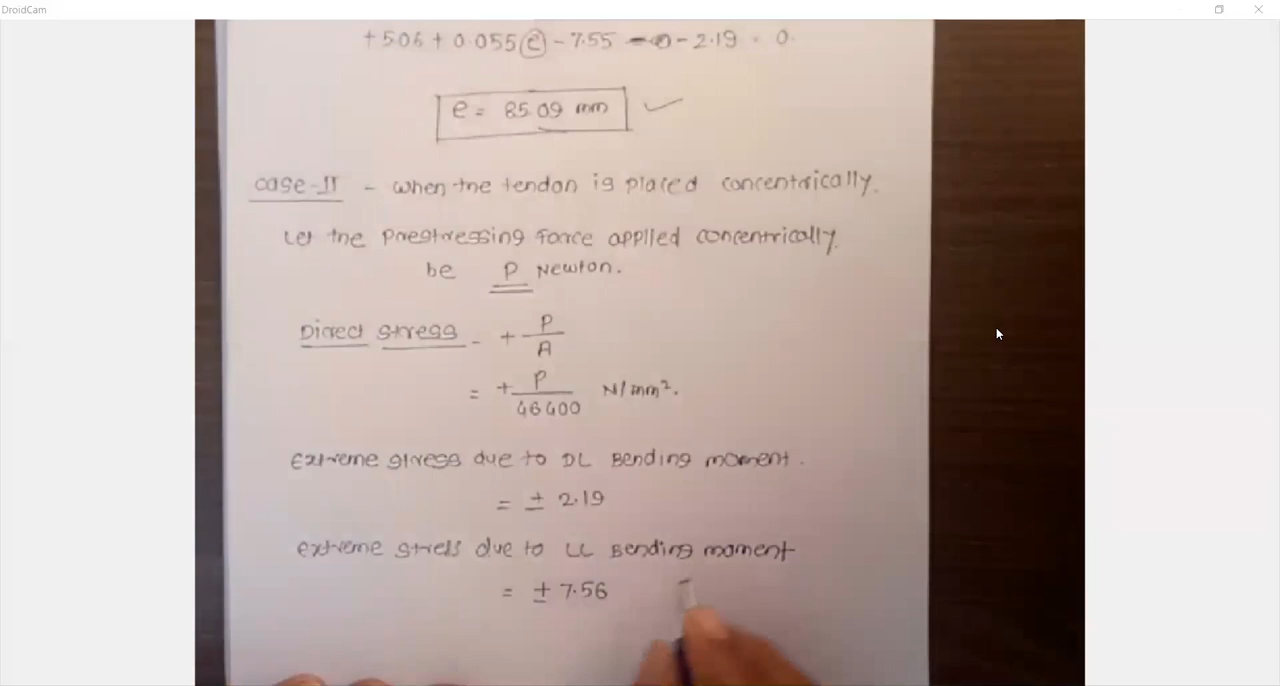 DroidCam
+5.06 + 0.055 e - 7.55 - 0 - 2.19 = 0.
e = 85.09 mm
case-II - when the tendon is placed concentrically.
Let the Prestressing force applied concentrically
be P Newton.
Direct stress = + P
A
= + P N/mm².
46400
Extreme stress due to DL Bending moment.
= ± 2.19
extreme stress due to LL Bending moment
= ± 7.56